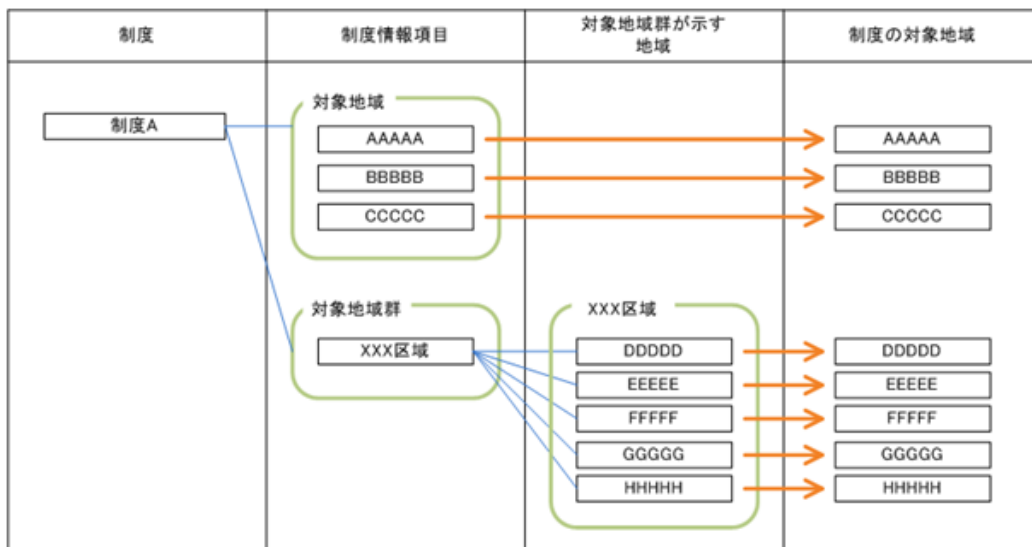 制度
制度情報項目
対象地域群が示す
地域
制度の対象地域
制度A
対象地域
AAAAA
BBBBB
CCCCC
AAAAA
BBBBB
CCCCC
対象地域群
XXX区域
XXX区域
DDDDD
EEEEE
FFFFF
GGGGG
HHHHH
DDDDD
EEEEE
FFFFF
GGGGG
HHHHH